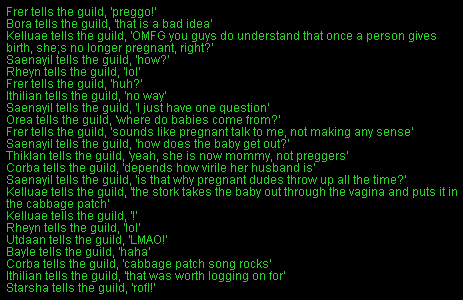 Frer tells the guild, 'preggo!'
Bora tells the guild, 'that is a bad idea'
Kelluae tells the guild, 'OMFG you guys do understand that once a person gives
birth, she;s no longer pregnant, right?'
Saenayil tells the guild, 'how?'
Rheyn tells the guild, 'lol'
Frer tells the guild, 'huh?'
Ithilian tells the guild, 'no way'
Saenayil tells the guild, 'I just have one question'
Orea tells the guild, 'where do babies come from?'
Frer tells the guild, 'sounds like pregnant talk to me, not making any sense'
Saenayil tells the guild, 'how does the baby get out?'
Thiklan tells the guild, 'yeah, she is now mommy, not preggers'
Corba tells the guild, 'depends how virile her husband is'
Saenayil tells the guild, 'is that why pregnant dudes throw up all the time?'
Kelluae tells the guild, 'the stork takes the baby out through the vagina and puts it in
the cabbage patch'
Kelluae tells the guild, '!'
Rheyn tells the guild, 'lol'
Utdaan tells the guild, 'LMAO!'
Bayle tells the guild, 'haha'
Corba tells the guild, 'cabbage patch song rocks'
Ithilian tells the guild, 'that was worth logging on for'
Starsha tells the guild, 'rofl!'